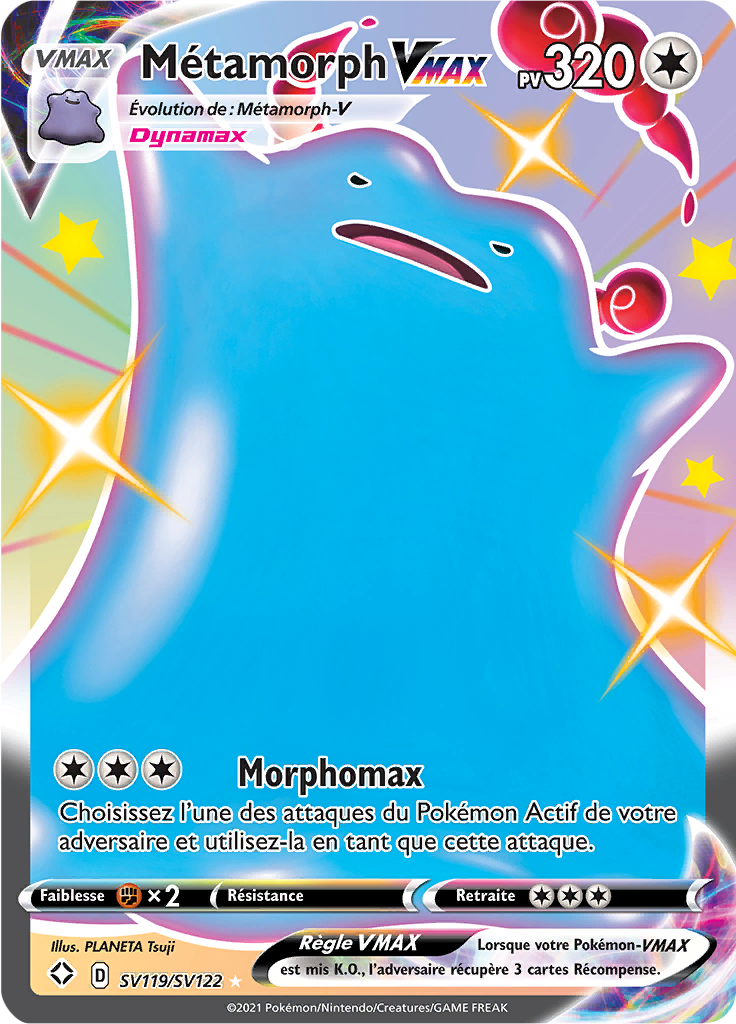 VMAX
Métamorph VMAX
PV 320
Évolution de : Métamorph-V
Dynamax
Morphomax
Choisissez l'une des attaques du Pokémon Actif de votre
adversaire et utilisez-la en tant que cette attaque.
Faiblesse ×2 Résistance Retraite
Illus. PLANETA Tsuji
Règle VMAX Lorsque votre Pokémon-VMAX
est mis K.O., l'adversaire récupère 3 cartes Récompense.
D SV119/SV122
©2021 Pokémon/Nintendo/Creatures/GAME FREAK